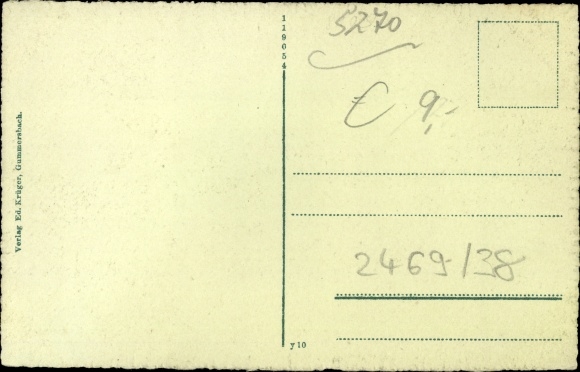 Verlag Ed. Krüger, Gummersbach.
119654
5270
€ 9,-
2469/38
y 10